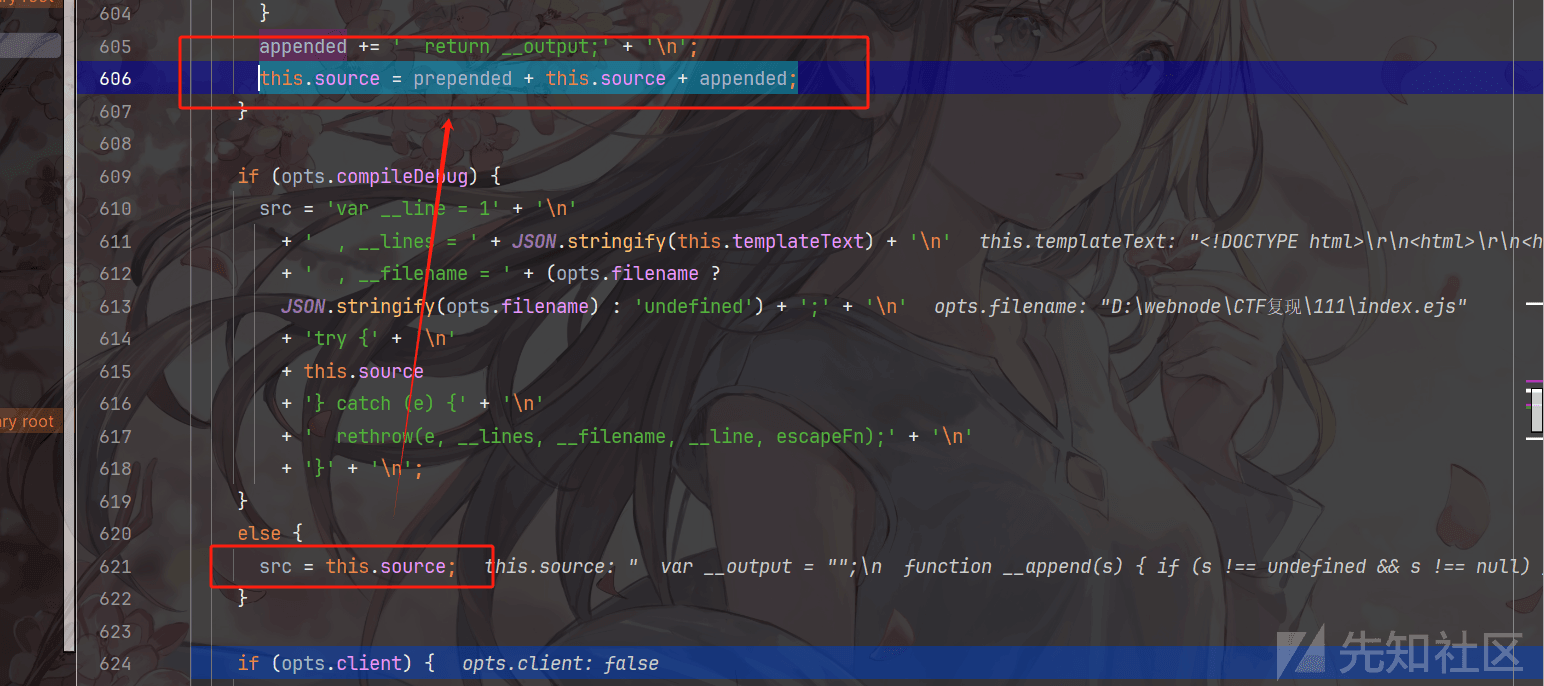 ary root
604 }
605 appended += '  return __output;' + '\n';
606 this.source = prepended + this.source + appended;
607 }
608
609 if (opts.compileDebug) {
610 src = 'var __line = 1' + '\n'
611 + '  , __lines = ' + JSON.stringify(this.templateText) + '\n' this.templateText: "<!DOCTYPE html>\r\n<html>\r\n<h
612 + '  , __filename = ' + (opts.filename ?
613 JSON.stringify(opts.filename) : 'undefined') + ';' + '\n' opts.filename: "D:\webnode\CTF复现\111\index.ejs"
614 + 'try {' + '\n'
615 + this.source
616 + '} catch (e) {' + '\n'
ary root
617 + '  rethrow(e, __lines, __filename, __line, escapeFn);' + '\n'
618 + '}' + '\n';
619 }
620 else {
621 src = this.source; this.source: "  var __output = "";\n  function __append(s) { if (s !== undefined && s !== null)
622 }
623
624 if (opts.client) { opts.client: false
先知社区